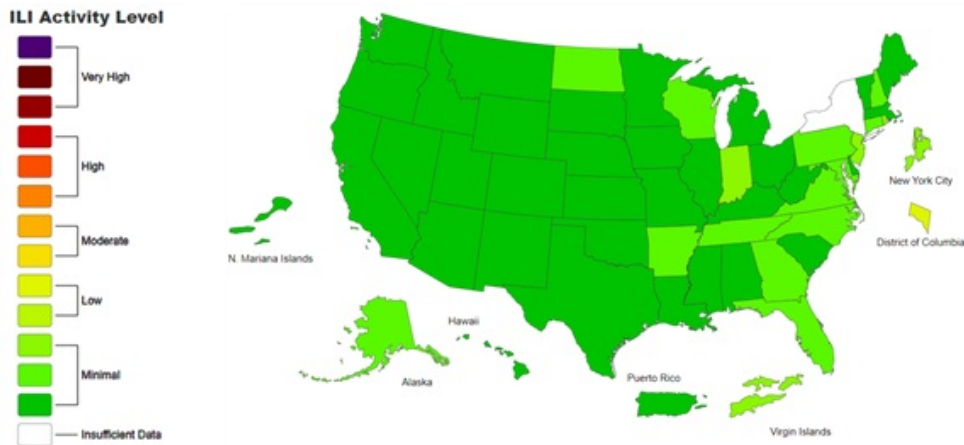 ILI Activity Level
Very High
High
Moderate
Low
Minimal
Insufficient Data
New York City
District of Columbia
N. Mariana Islands
Hawaii
Alaska
Puerto Rico
Virgin Islands